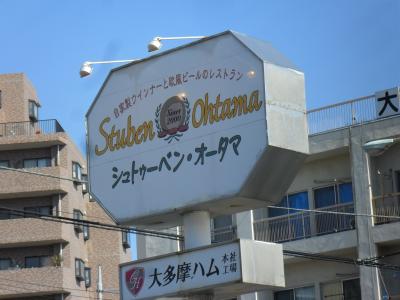 自家製ウインナーと欧風ビールのレストラン
Stuben Ohtama
Since 2000
シュトゥーベン・オータマ
大多摩ハム 本社 工場
大